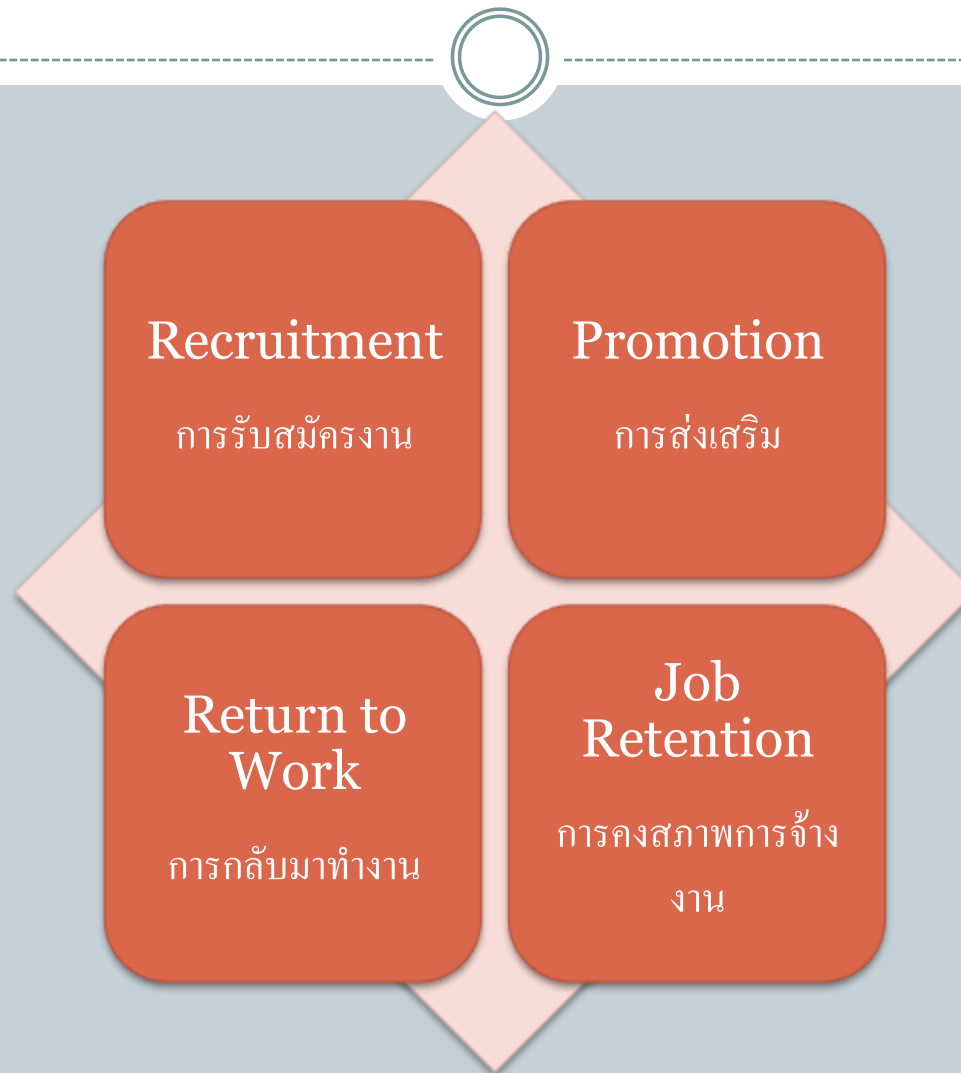 Recruitment
การรับสมัครงาน
Promotion
การส่งเสริม
Return to
Work
การกลับมาทำงาน
Job
Retention
การคงสภาพการจ้าง
งาน